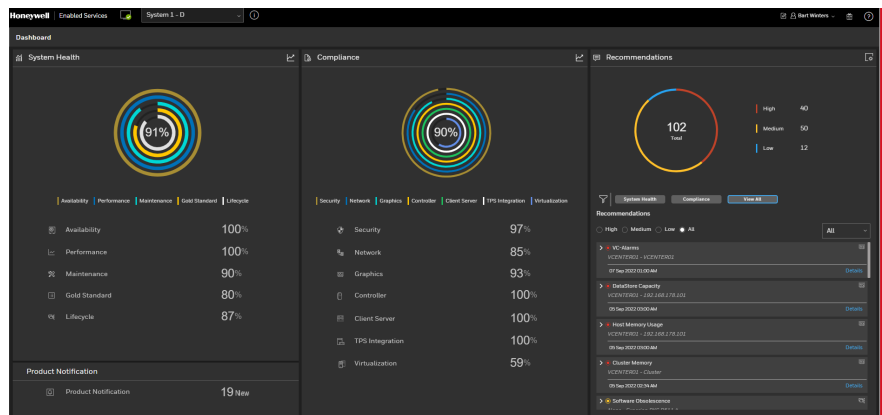 Honeywell | Enabled Services System 1 - D Bart Winters
Dashboard
System Health
91%
Availability Performance Maintenance Gold Standard Lifecycle
Availability 100%
Performance 100%
Maintenance 90%
Gold Standard 80%
Lifecycle 87%
Product Notification
Product Notification 19 New
Compliance
90%
Security Network Graphics Controller Client Server TPS Integration Virtualization
Security 97%
Network 85%
Graphics 93%
Controller 100%
Client Server 100%
TPS Integration 100%
Virtualization 59%
Recommendations
102
Total
High 40
Medium 50
Low 12
System Health Compliance View All
Recommendations
High Medium Low All All
VC-Alarms
VCENTER01 - VCENTER01
07 Sep 2022 01:00 AM Details
DataStore Capacity
VCENTER01 - 192.168.178.101
05 Sep 2022 03:00 AM Details
Host Memory Usage
VCENTER01 - 192.168.178.101
05 Sep 2022 03:00 AM Details
Cluster Memory
VCENTER01 - Cluster
05 Sep 2022 02:34 AM Details
Software Obsolescence